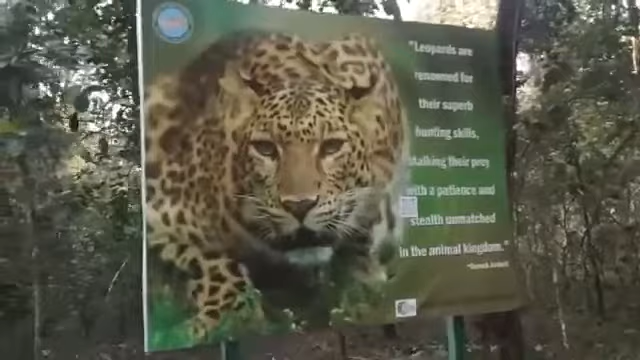 "Leopards are
renowned for
their superb
hunting skills,
stalking their prey
with a patience and
stealth unmatched
in the animal kingdom."